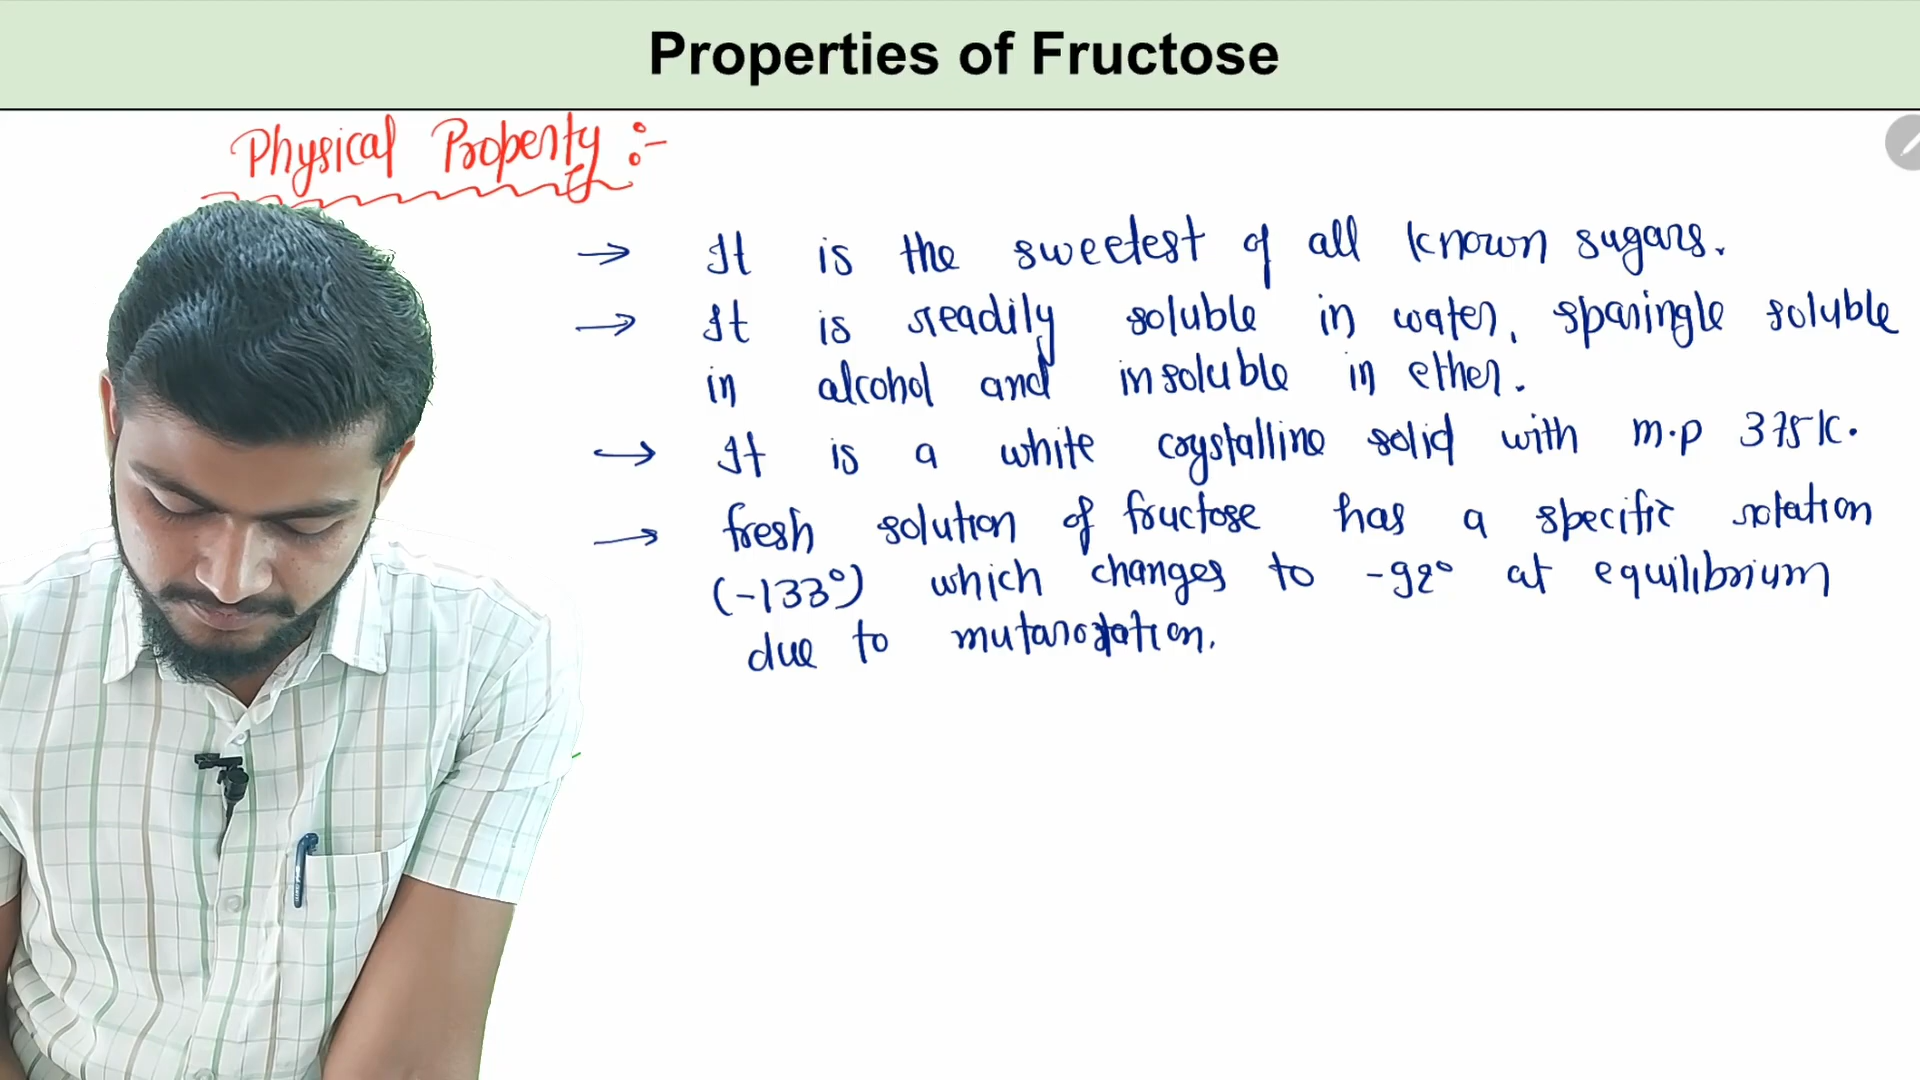 Properties of Fructose
Physical Property :-
→ It is the sweetest of all known sugars.
→ It is readily soluble in water, sparingle soluble
in alcohol and insoluble in ether.
→ It is a white crystalline solid with m.p 375K.
→ fresh solution of fructose has a specific rotation
(-133°) which changes to -92° at equilibrium
due to mutarotation.